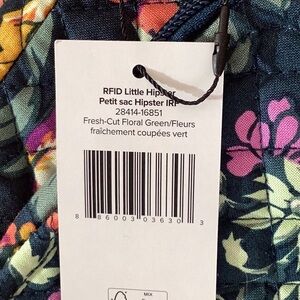 RFID Little Hipster
Petit sac Hipster IRF
28414-16851
Fresh-Cut Floral Green/Fleurs
fraîchement coupées vert
8 86003 03630 3
MIX